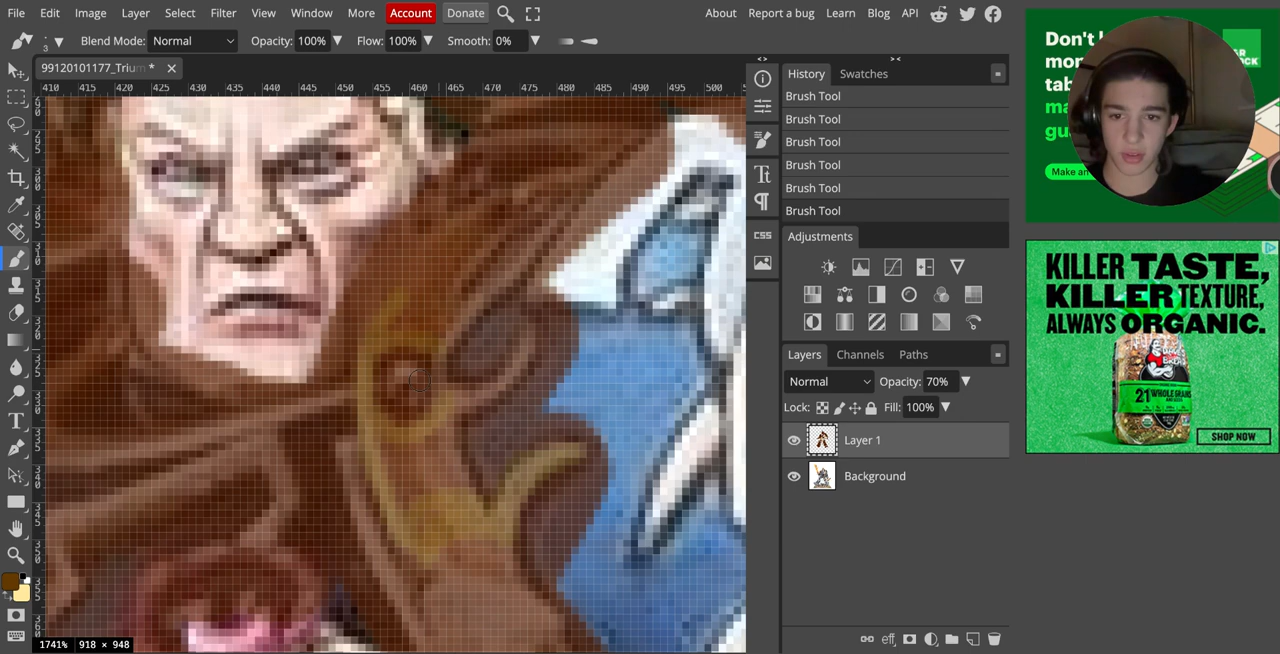 File Edit Image Layer Select Filter View Window More Account Donate About Report a bug Learn Blog API
3 Blend Mode: Normal Opacity: 100% Flow: 100% Smooth: 0%
99120101177_Trium *
410 415 420 425 430 435 440 445 450 455 460 465 470 475 480 485 490 495 500
History Swatches
Brush Tool
Brush Tool
Brush Tool
Brush Tool
Brush Tool
Brush Tool
Adjustments
CSS
Layers Channels Paths
Normal Opacity: 70%
Lock: Fill: 100%
Layer 1
Background
eff
1741% 918 × 948
Don't
Make an
KILLER TASTE,
KILLER TEXTURE,
ALWAYS ORGANIC.
21 WHOLE GRAINS
SHOP NOW